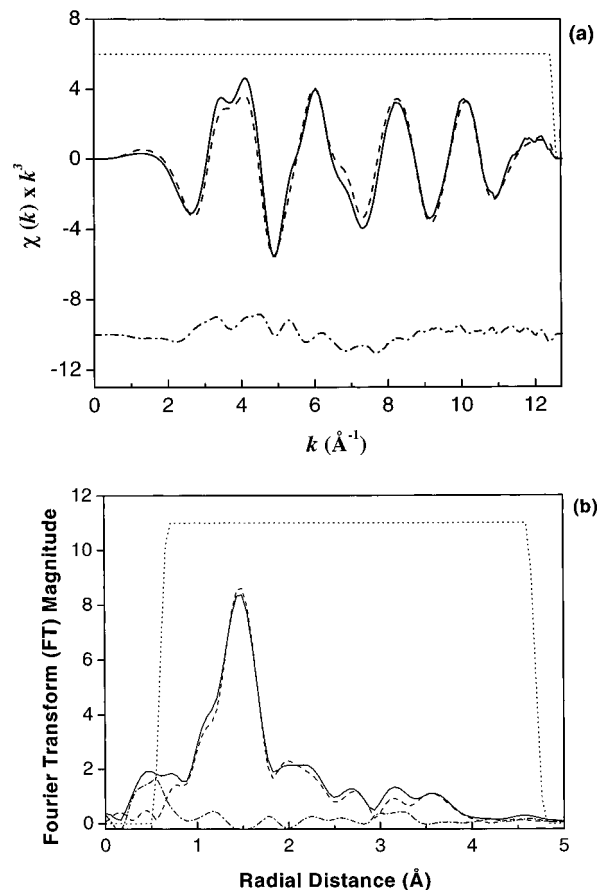 (a)
8
4
0
-4
-8
-12
χ (k) x k³
0 2 4 6 8 10 12
k (Å⁻¹)
(b)
12
10
8
6
4
2
0
Fourier Transform (FT) Magnitude
0 1 2 3 4 5
Radial Distance (Å)